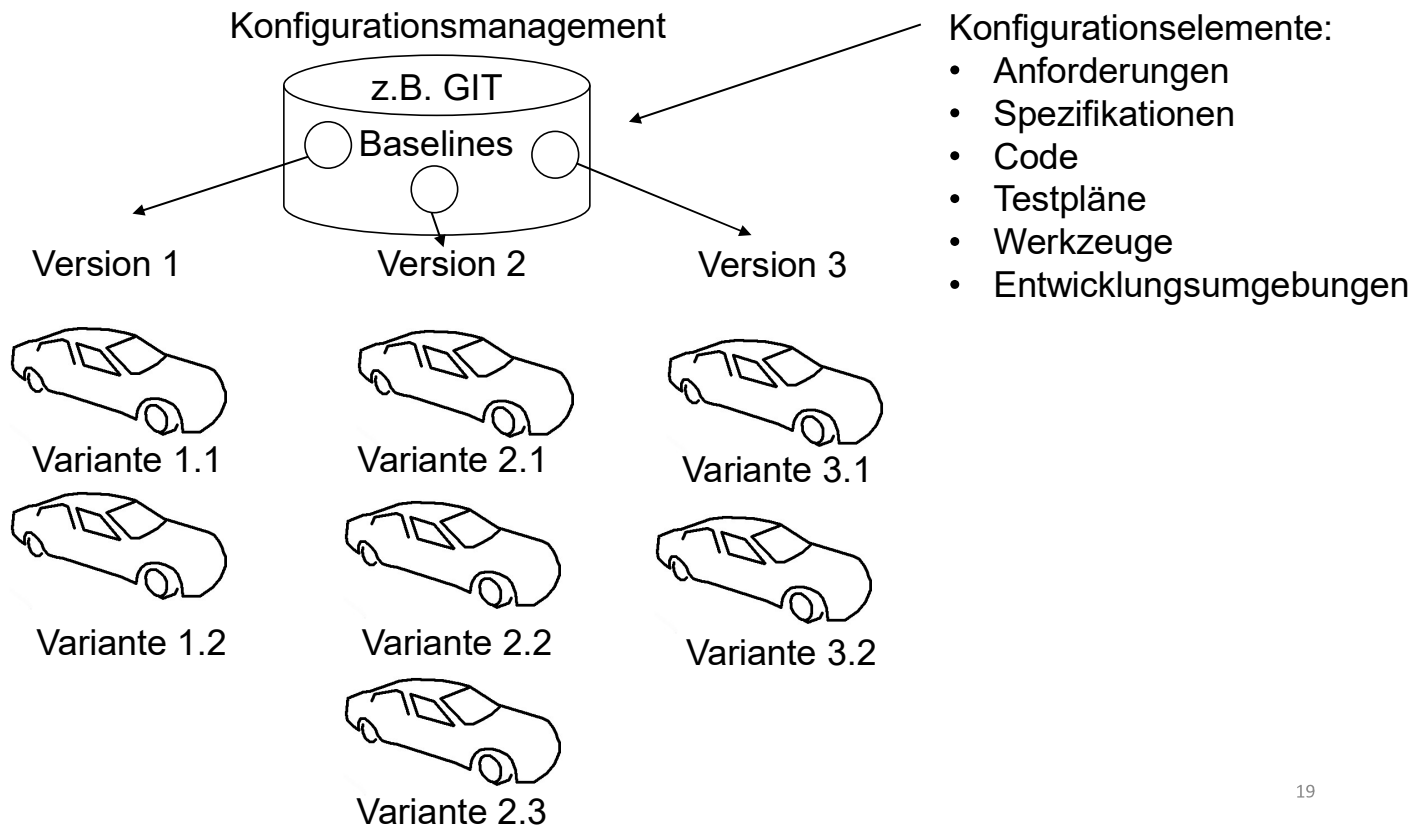 Konfigurationsmanagement
z.B. GIT
Baselines
Konfigurationselemente:
• Anforderungen
• Spezifikationen
• Code
• Testpläne
• Werkzeuge
• Entwicklungsumgebungen
Version 1
Version 2
Version 3
Variante 1.1
Variante 2.1
Variante 3.1
Variante 1.2
Variante 2.2
Variante 3.2
Variante 2.3
19